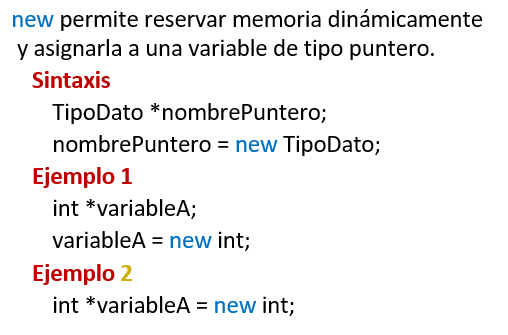 new permite reservar memoria dinámicamente
y asignarla a una variable de tipo puntero.
Sintaxis
TipoDato *nombrePuntero;
nombrePuntero = new TipoDato;
Ejemplo 1
int *variableA;
variableA = new int;
Ejemplo 2
int *variableA = new int;